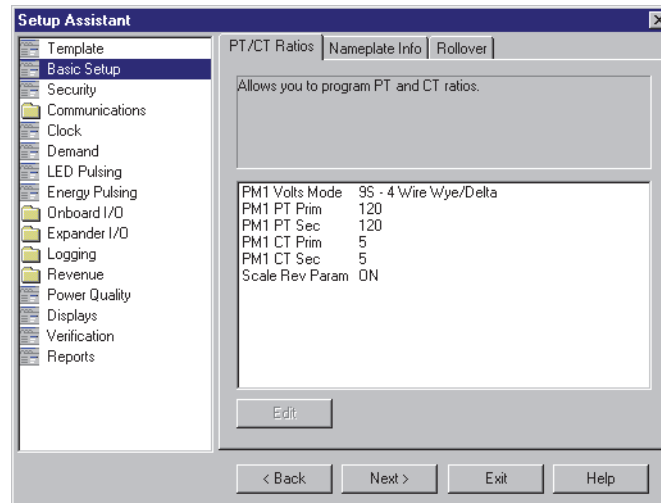 Setup Assistant
Template
Basic Setup
Security
Communications
Clock
Demand
LED Pulsing
Energy Pulsing
Onboard I/O
Expander I/O
Logging
Revenue
Power Quality
Displays
Verification
Reports
PT/CT Ratios Nameplate Info Rollover
Allows you to program PT and CT ratios.
PM1 Volts Mode 9S - 4 Wire Wye/Delta
PM1 PT Prim 120
PM1 PT Sec 120
PM1 CT Prim 5
PM1 CT Sec 5
Scale Rev Param ON
Edit
< Back Next > Exit Help